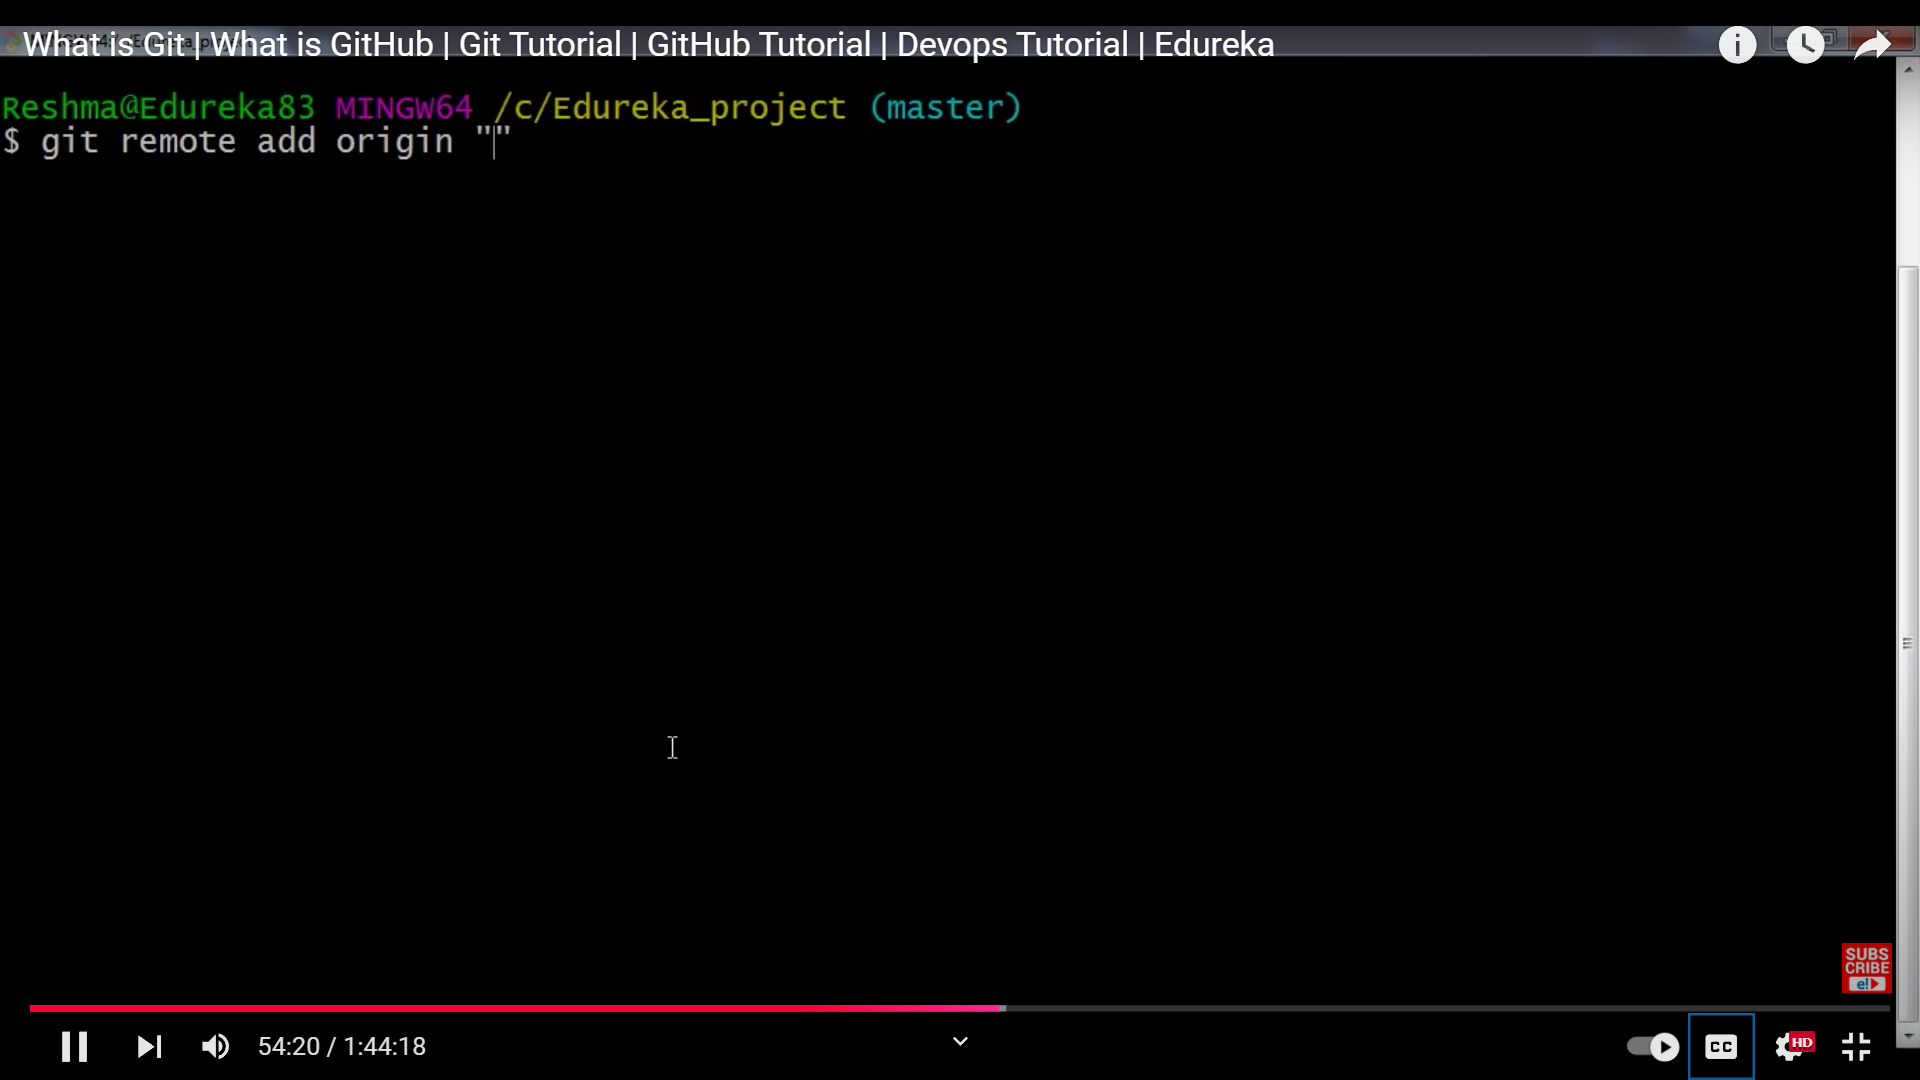 What is Git | What is GitHub | Git Tutorial | GitHub Tutorial | Devops Tutorial | Edureka
Reshma@Edureka83 MINGW64 /c/Edureka_project (master)
$ git remote add origin ""
SUBS
CRIBE
e!
54:20 / 1:44:18
CC
HD